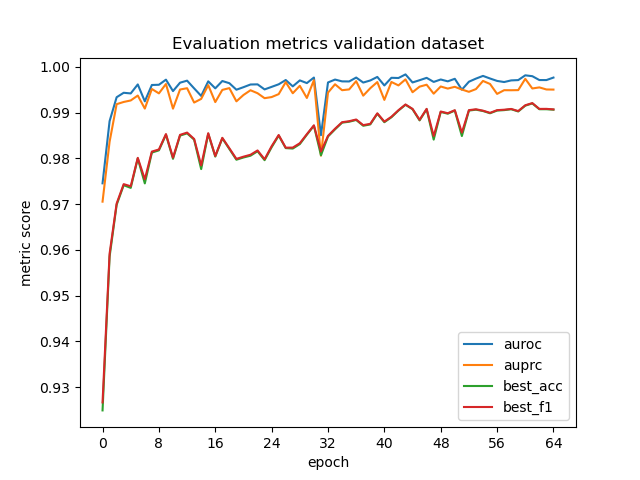 Evaluation metrics validation dataset
metric score
1.00
0.99
0.98
0.97
0.96
0.95
0.94
0.93
auroc
auprc
best_acc
best_f1
0 8 16 24 32 40 48 56 64
epoch